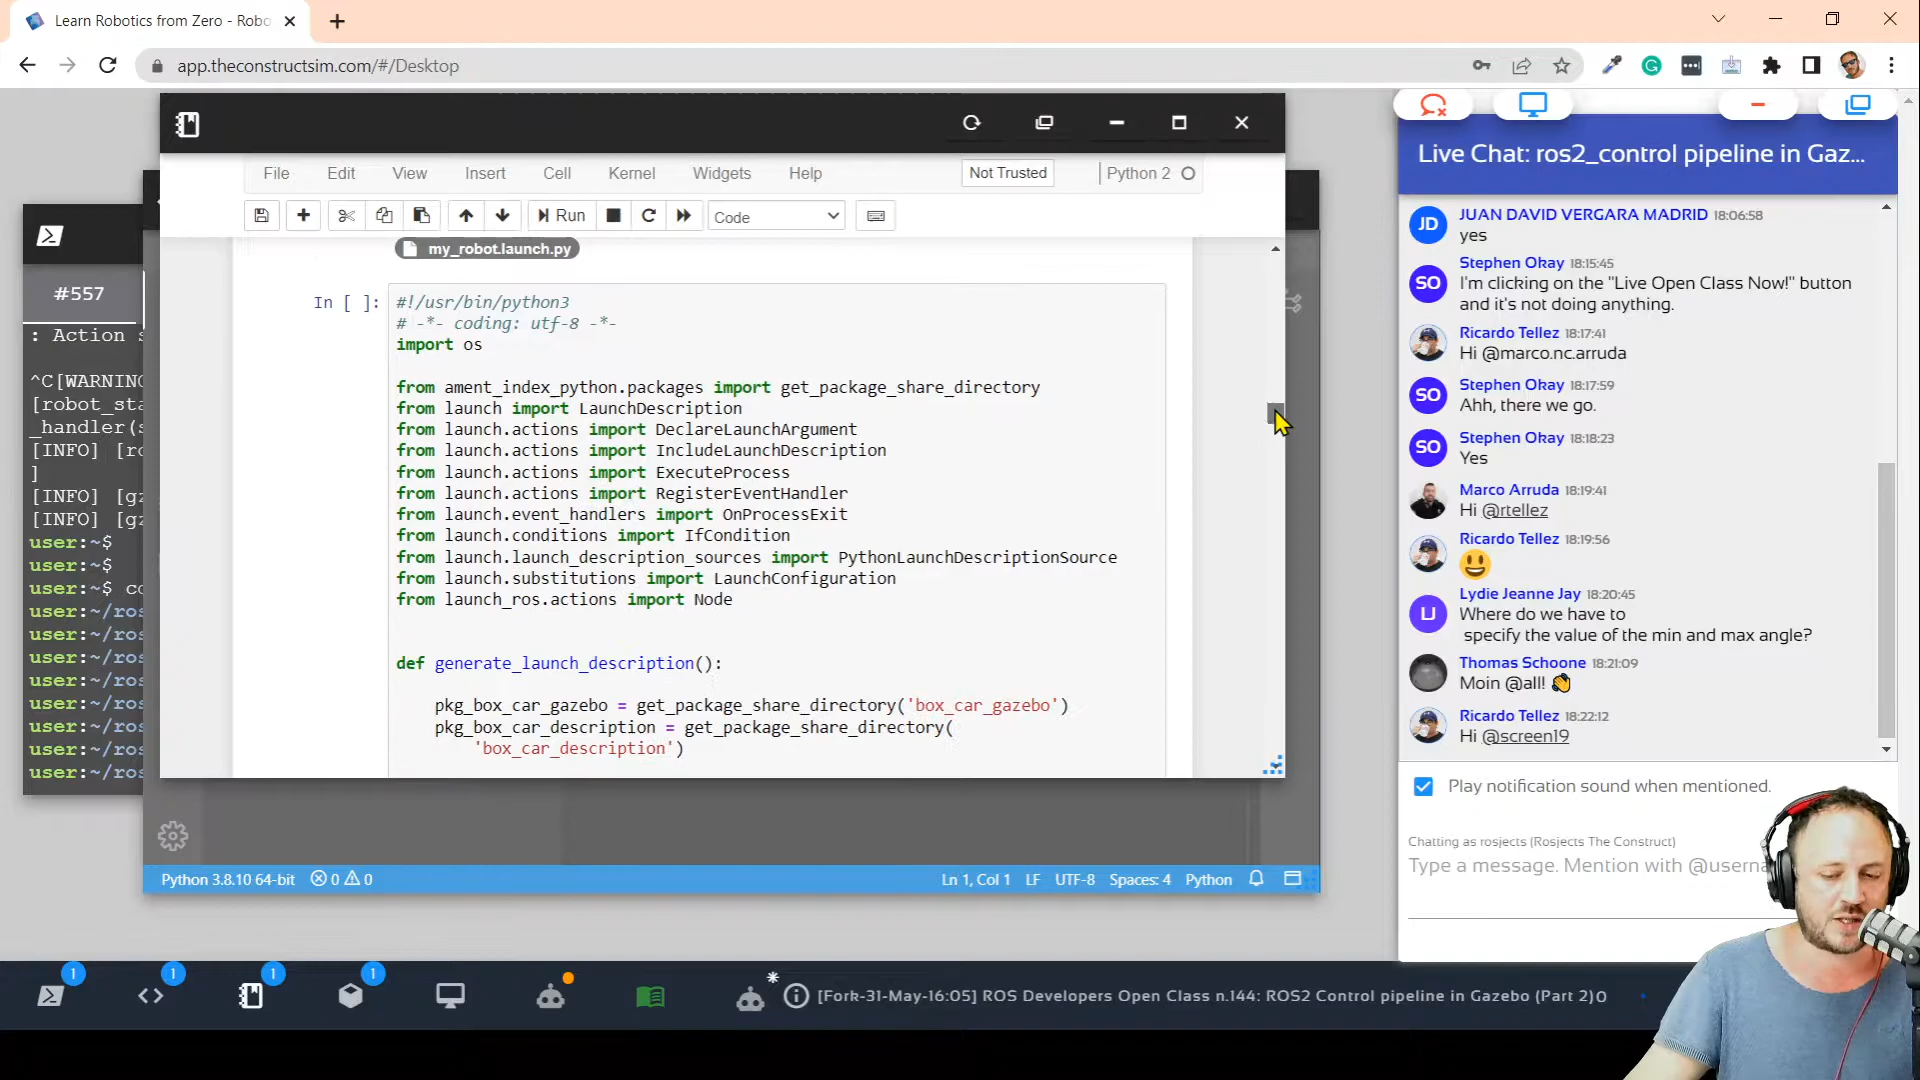 Learn Robotics from Zero - Robo
app.theconstructsim.com/#/Desktop
File Edit View Insert Cell Kernel Widgets Help
Not Trusted
Python 2
Run
Code
my_robot.launch.py
In [ ]:
#!/usr/bin/python3
# -*- coding: utf-8 -*-
import os
from ament_index_python.packages import get_package_share_directory
from launch import LaunchDescription
from launch.actions import DeclareLaunchArgument
from launch.actions import IncludeLaunchDescription
from launch.actions import ExecuteProcess
from launch.actions import RegisterEventHandler
from launch.event_handlers import OnProcessExit
from launch.conditions import IfCondition
from launch.launch_description_sources import PythonLaunchDescriptionSource
from launch.substitutions import LaunchConfiguration
from launch_ros.actions import Node
def generate_launch_description():
pkg_box_car_gazebo = get_package_share_directory('box_car_gazebo')
pkg_box_car_description = get_package_share_directory(
'box_car_description')
#557
: Action
^C[WARNING
[robot_sta
_handler(s
[INFO] [ro
]
[INFO] [gz
[INFO] [gz
user:~$
user:~$
user:~$ co
user:~/ros
user:~/ros
user:~/ros
user:~/ros
user:~/ros
user:~/ros
user:~/ros
user:~/ros
Python 3.8.10 64-bit 0 0
Ln 1, Col 1 LF UTF-8 Spaces: 4 Python
Live Chat: ros2_control pipeline in Gaz...
JD
JUAN DAVID VERGARA MADRID 18:06:58
yes
SO
Stephen Okay 18:15:45
I'm clicking on the "Live Open Class Now!" button
and it's not doing anything.
Ricardo Tellez 18:17:41
Hi @marco.nc.arruda
SO
Stephen Okay 18:17:59
Ahh, there we go.
SO
Stephen Okay 18:18:23
Yes
Marco Arruda 18:19:41
Hi @rtellez
Ricardo Tellez 18:19:56
😃
LJ
Lydie Jeanne Jay 18:20:45
Where do we have to
specify the value of the min and max angle?
Thomas Schoone 18:21:09
Moin @all! 👏
Ricardo Tellez 18:22:12
Hi @screen19
Play notification sound when mentioned.
Chatting as rosjects (Rosjects The Construct)
Type a message. Mention with @userna
1 1 1 1
[Fork-31-May-16:05] ROS Developers Open Class n.144: ROS2 Control pipeline in Gazebo (Part 2)0